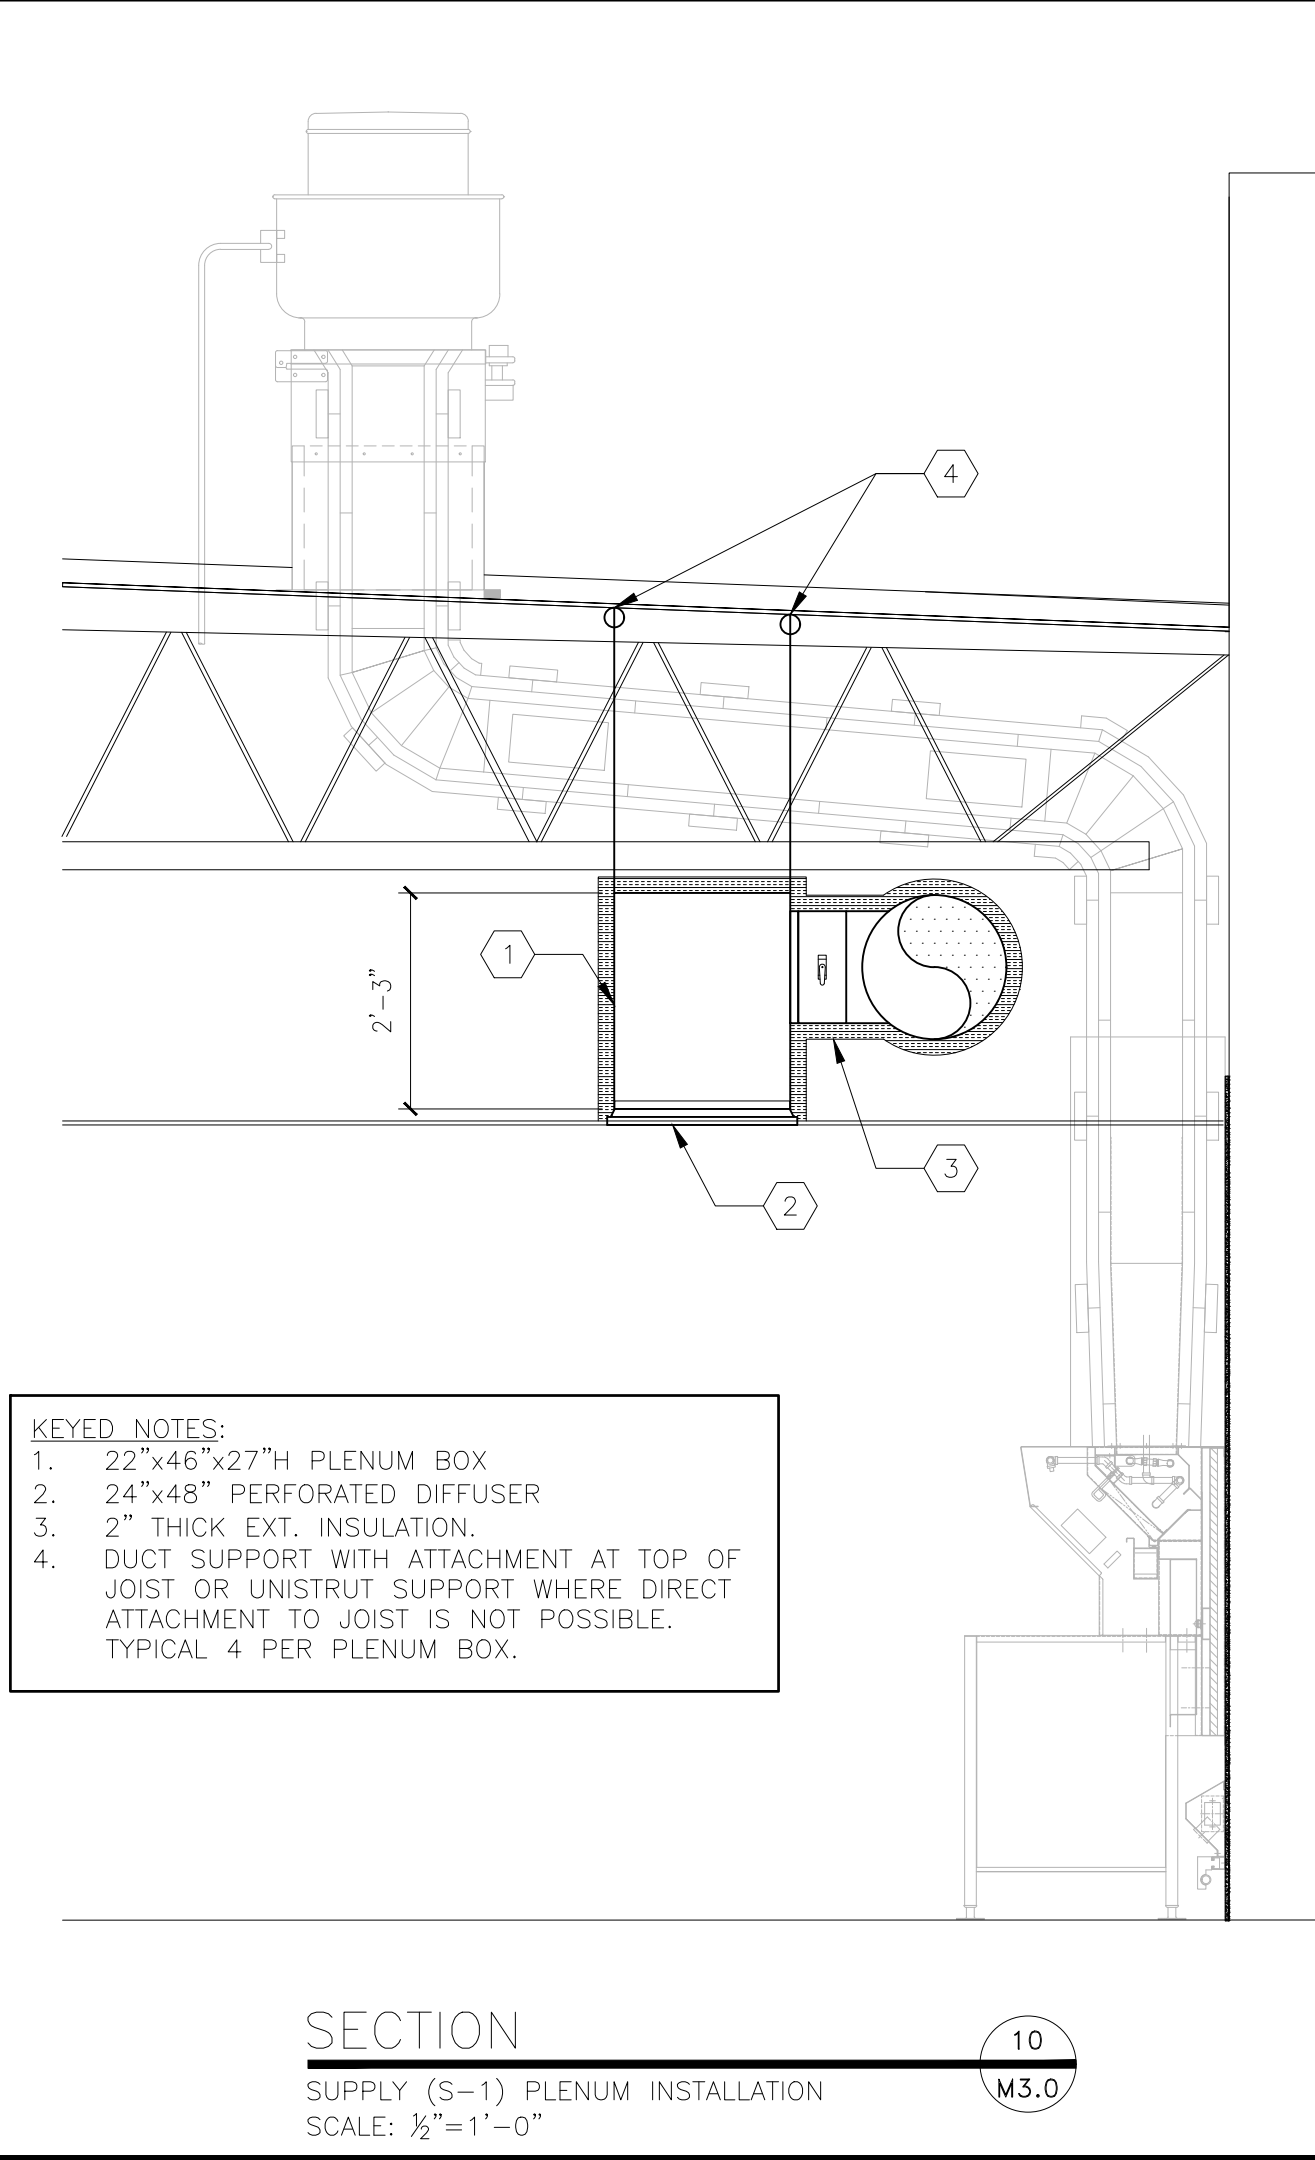 4
1
2'-3"
3
2
KEYED NOTES:
1. 22"x46"x27"H PLENUM BOX
2. 24"x48" PERFORATED DIFFUSER
3. 2" THICK EXT. INSULATION.
4. DUCT SUPPORT WITH ATTACHMENT AT TOP OF
JOIST OR UNISTRUT SUPPORT WHERE DIRECT
ATTACHMENT TO JOIST IS NOT POSSIBLE.
TYPICAL 4 PER PLENUM BOX.
SECTION
10
M3.0
SUPPLY (S-1) PLENUM INSTALLATION
SCALE: ½"=1'-0"